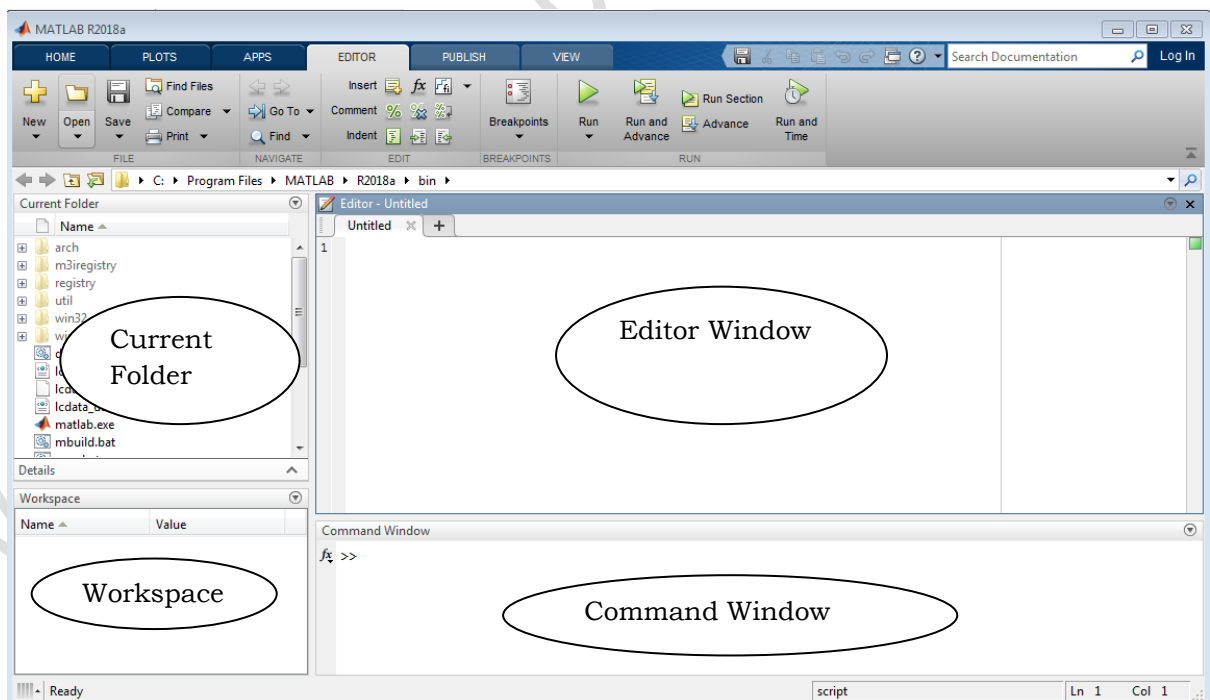 MATLAB R2018a
HOME PLOTS APPS EDITOR PUBLISH VIEW Search Documentation Log In
New Open Save Find Files Compare Print
Go To Find
Insert fx Comment Indent
Breakpoints
Run Run and Advance Run Section Advance Run and Time
FILE NAVIGATE EDIT BREAKPOINTS RUN
C: Program Files MATLAB R2018a bin
Current Folder
Name
arch
m3iregistry
registry
util
win32
matlab.exe
mbuild.bat
Current
Folder
Details
Workspace
Name Value
Workspace
Editor - Untitled
Untitled +
1
Editor Window
Command Window
fx >>
Command Window
Ready script Ln 1 Col 1